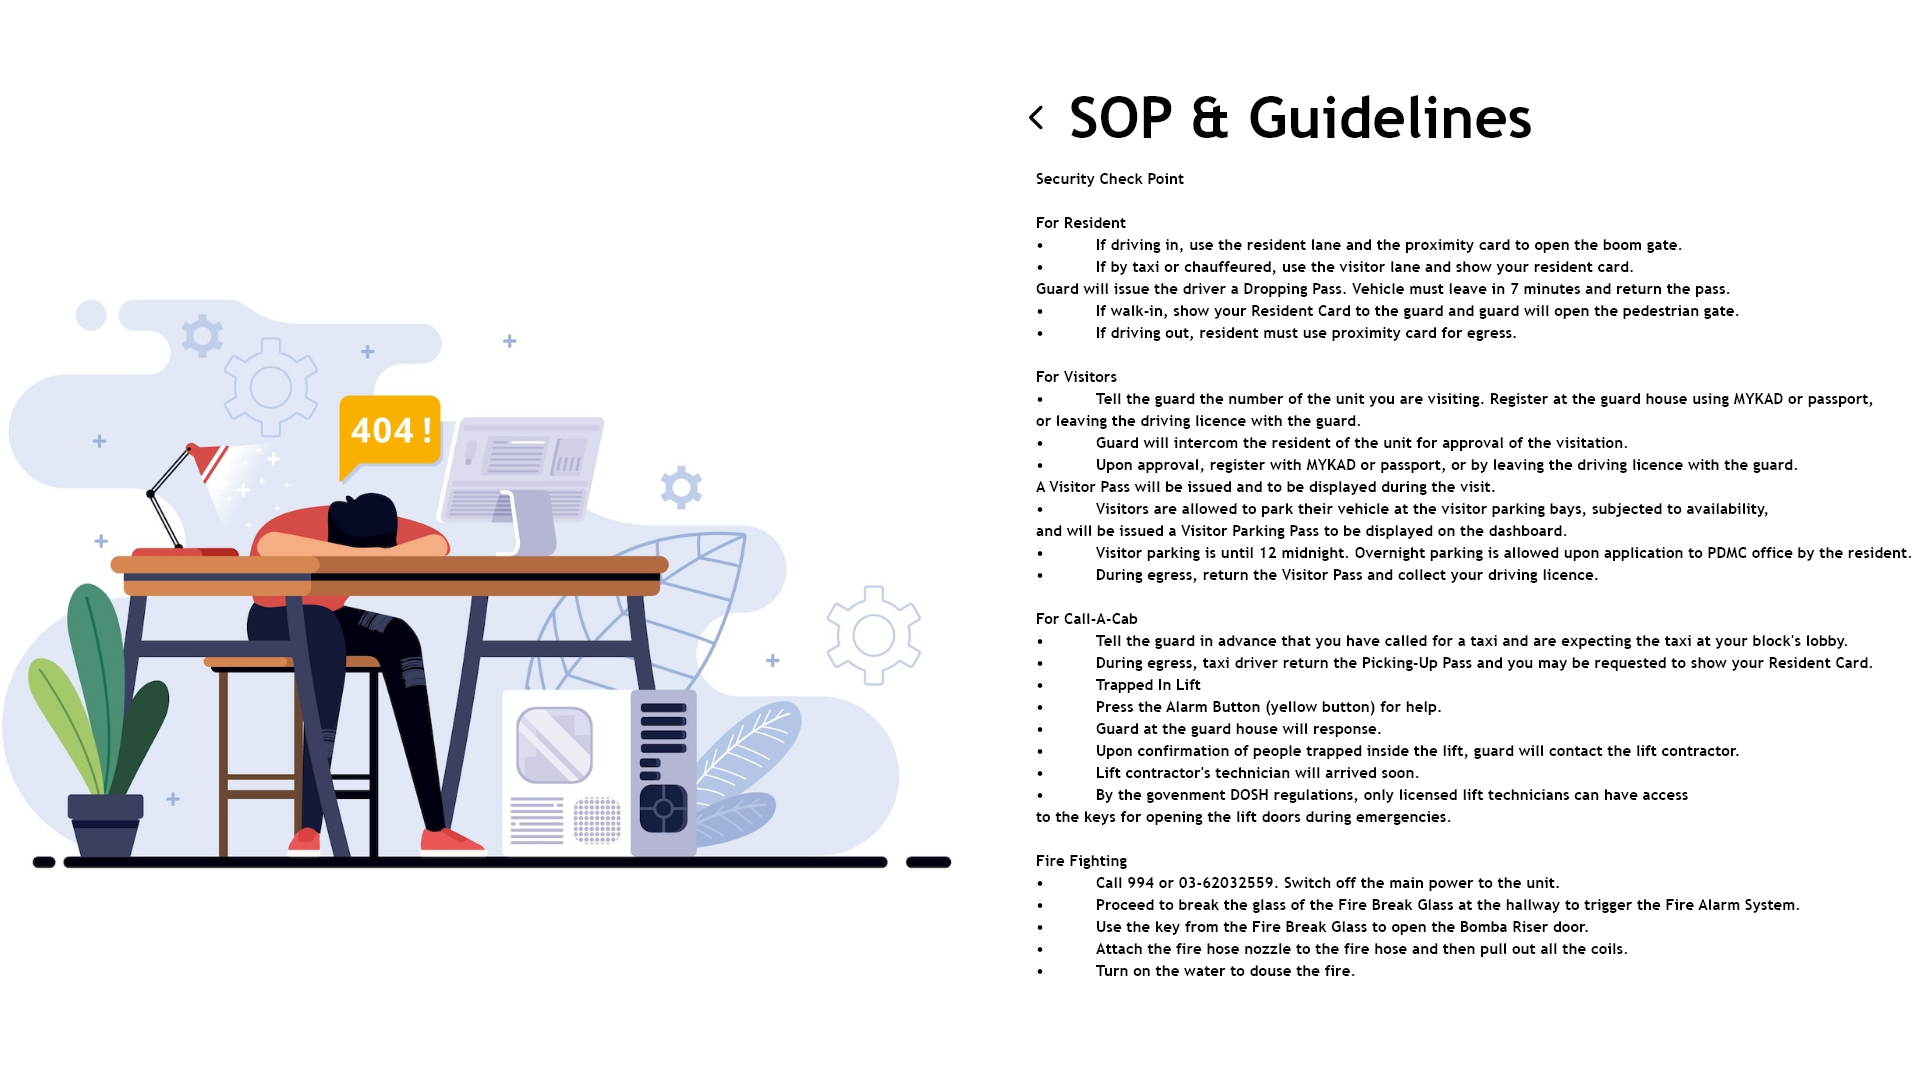 404 !
SOP & Guidelines
Security Check Point
For Resident
• If driving in, use the resident lane and the proximity card to open the boom gate.
• If by taxi or chauffeured, use the visitor lane and show your resident card.
Guard will issue the driver a Dropping Pass. Vehicle must leave in 7 minutes and return the pass.
• If walk-in, show your Resident Card to the guard and guard will open the pedestrian gate.
• If driving out, resident must use proximity card for egress.
For Visitors
• Tell the guard the number of the unit you are visiting. Register at the guard house using MYKAD or passport,
or leaving the driving licence with the guard.
• Guard will intercom the resident of the unit for approval of the visitation.
• Upon approval, register with MYKAD or passport, or by leaving the driving licence with the guard.
A Visitor Pass will be issued and to be displayed during the visit.
• Visitors are allowed to park their vehicle at the visitor parking bays, subjected to availability,
and will be issued a Visitor Parking Pass to be displayed on the dashboard.
• Visitor parking is until 12 midnight. Overnight parking is allowed upon application to PDMC office by the resident.
• During egress, return the Visitor Pass and collect your driving licence.
For Call-A-Cab
• Tell the guard in advance that you have called for a taxi and are expecting the taxi at your block's lobby.
• During egress, taxi driver return the Picking-Up Pass and you may be requested to show your Resident Card.
• Trapped In Lift
• Press the Alarm Button (yellow button) for help.
• Guard at the guard house will response.
• Upon confirmation of people trapped inside the lift, guard will contact the lift contractor.
• Lift contractor's technician will arrived soon.
• By the govenment DOSH regulations, only licensed lift technicians can have access
to the keys for opening the lift doors during emergencies.
Fire Fighting
• Call 994 or 03-62032559. Switch off the main power to the unit.
• Proceed to break the glass of the Fire Break Glass at the hallway to trigger the Fire Alarm System.
• Use the key from the Fire Break Glass to open the Bomba Riser door.
• Attach the fire hose nozzle to the fire hose and then pull out all the coils.
• Turn on the water to douse the fire.